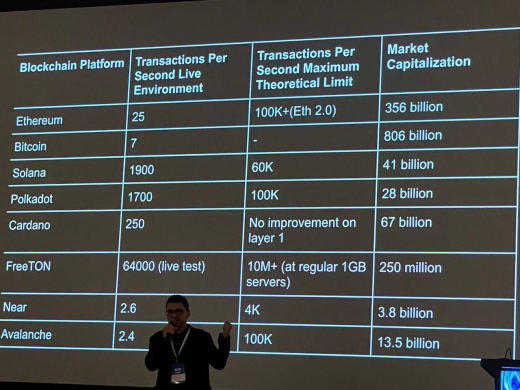 Blockchain Platform
Transactions Per
Second Live
Environment
Transactions Per
Second Maximum
Theoretical Limit
Market
Capitalization
Ethereum
25
100K+(Eth 2.0)
356 billion
Bitcoin
7
-
806 billion
Solana
1900
60K
41 billion
Polkadot
1700
100K
28 billion
Cardano
250
No improvement on
layer 1
67 billion
FreeTON
64000 (live test)
10M+ (at regular 1GB
servers)
250 million
Near
2.6
4K
3.8 billion
Avalanche
2.4
100K
13.5 billion